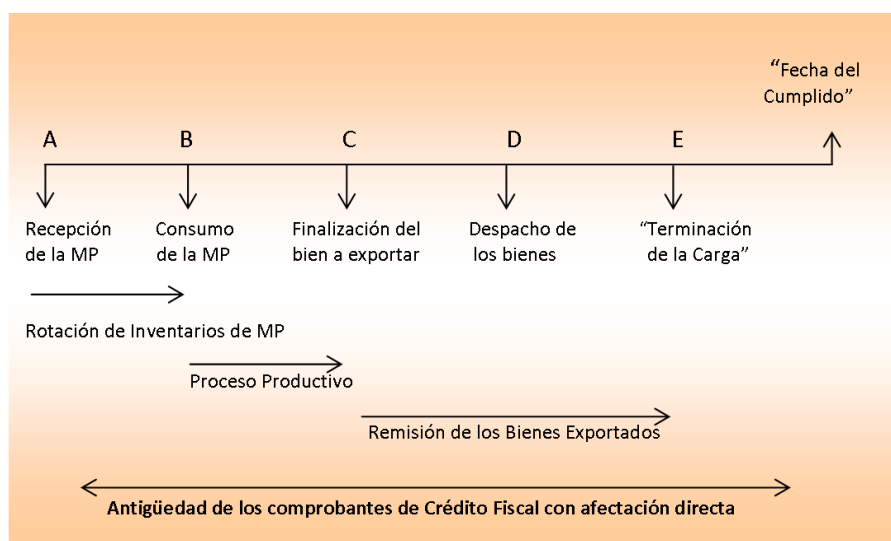 “Fecha del
Cumplido”
A B C D E
Recepción
de la MP
Consumo
de la MP
Finalización del
bien a exportar
Despacho de
los bienes
“Terminación
de la Carga”
Rotación de Inventarios de MP
Proceso Productivo
Remisión de los Bienes Exportados
Antigüedad de los comprobantes de Crédito Fiscal con afectación directa